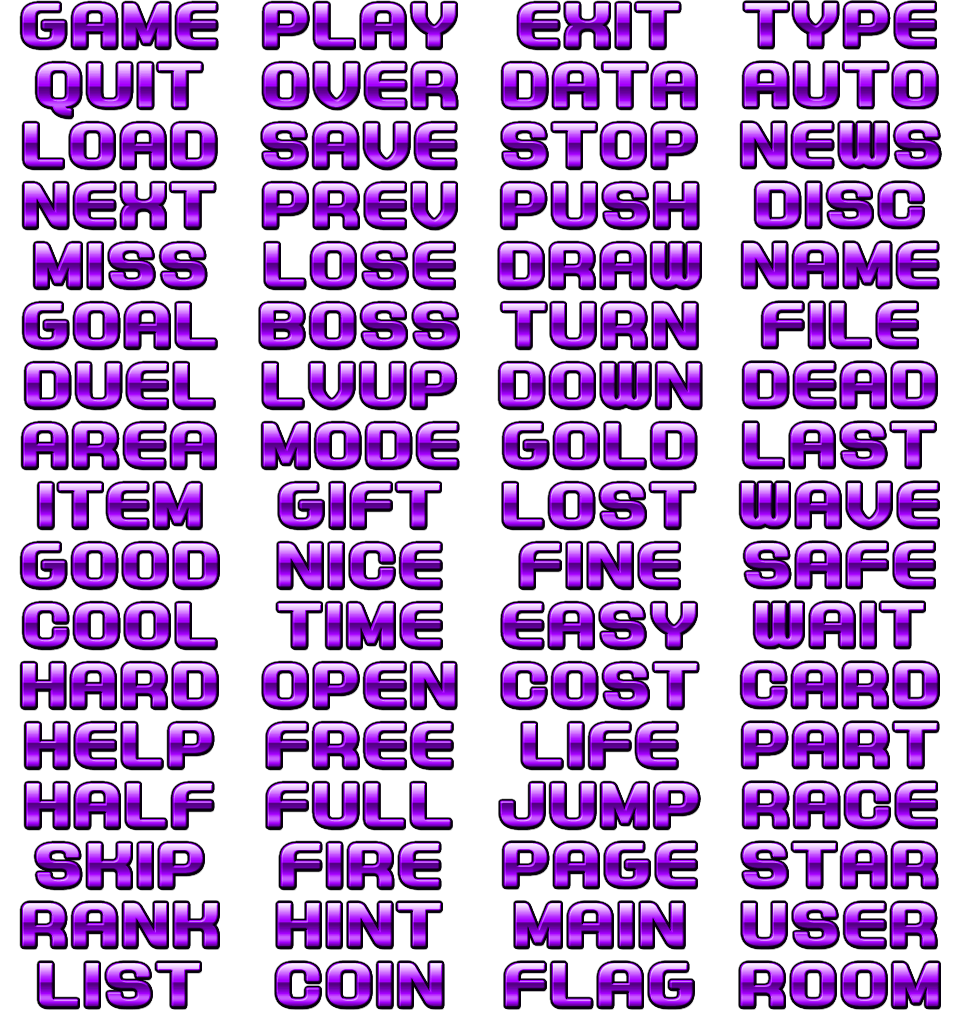 GAME PLAY EXIT TYPE
QUIT OVER DATA AUTO
LOAD SAVE STOP NEWS
NEXT PREV PUSH DISC
MISS LOSE DRAW NAME
GOAL BOSS TURN FILE
DUEL LVUP DOWN DEAD
AREA MODE GOLD LAST
ITEM GIFT LOST WAVE
GOOD NICE FINE SAFE
COOL TIME EASY WAIT
HARD OPEN COST CARD
HELP FREE LIFE PART
HALF FULL JUMP RACE
SKIP FIRE PAGE STAR
RANK HINT MAIN USER
LIST COIN FLAG ROOM